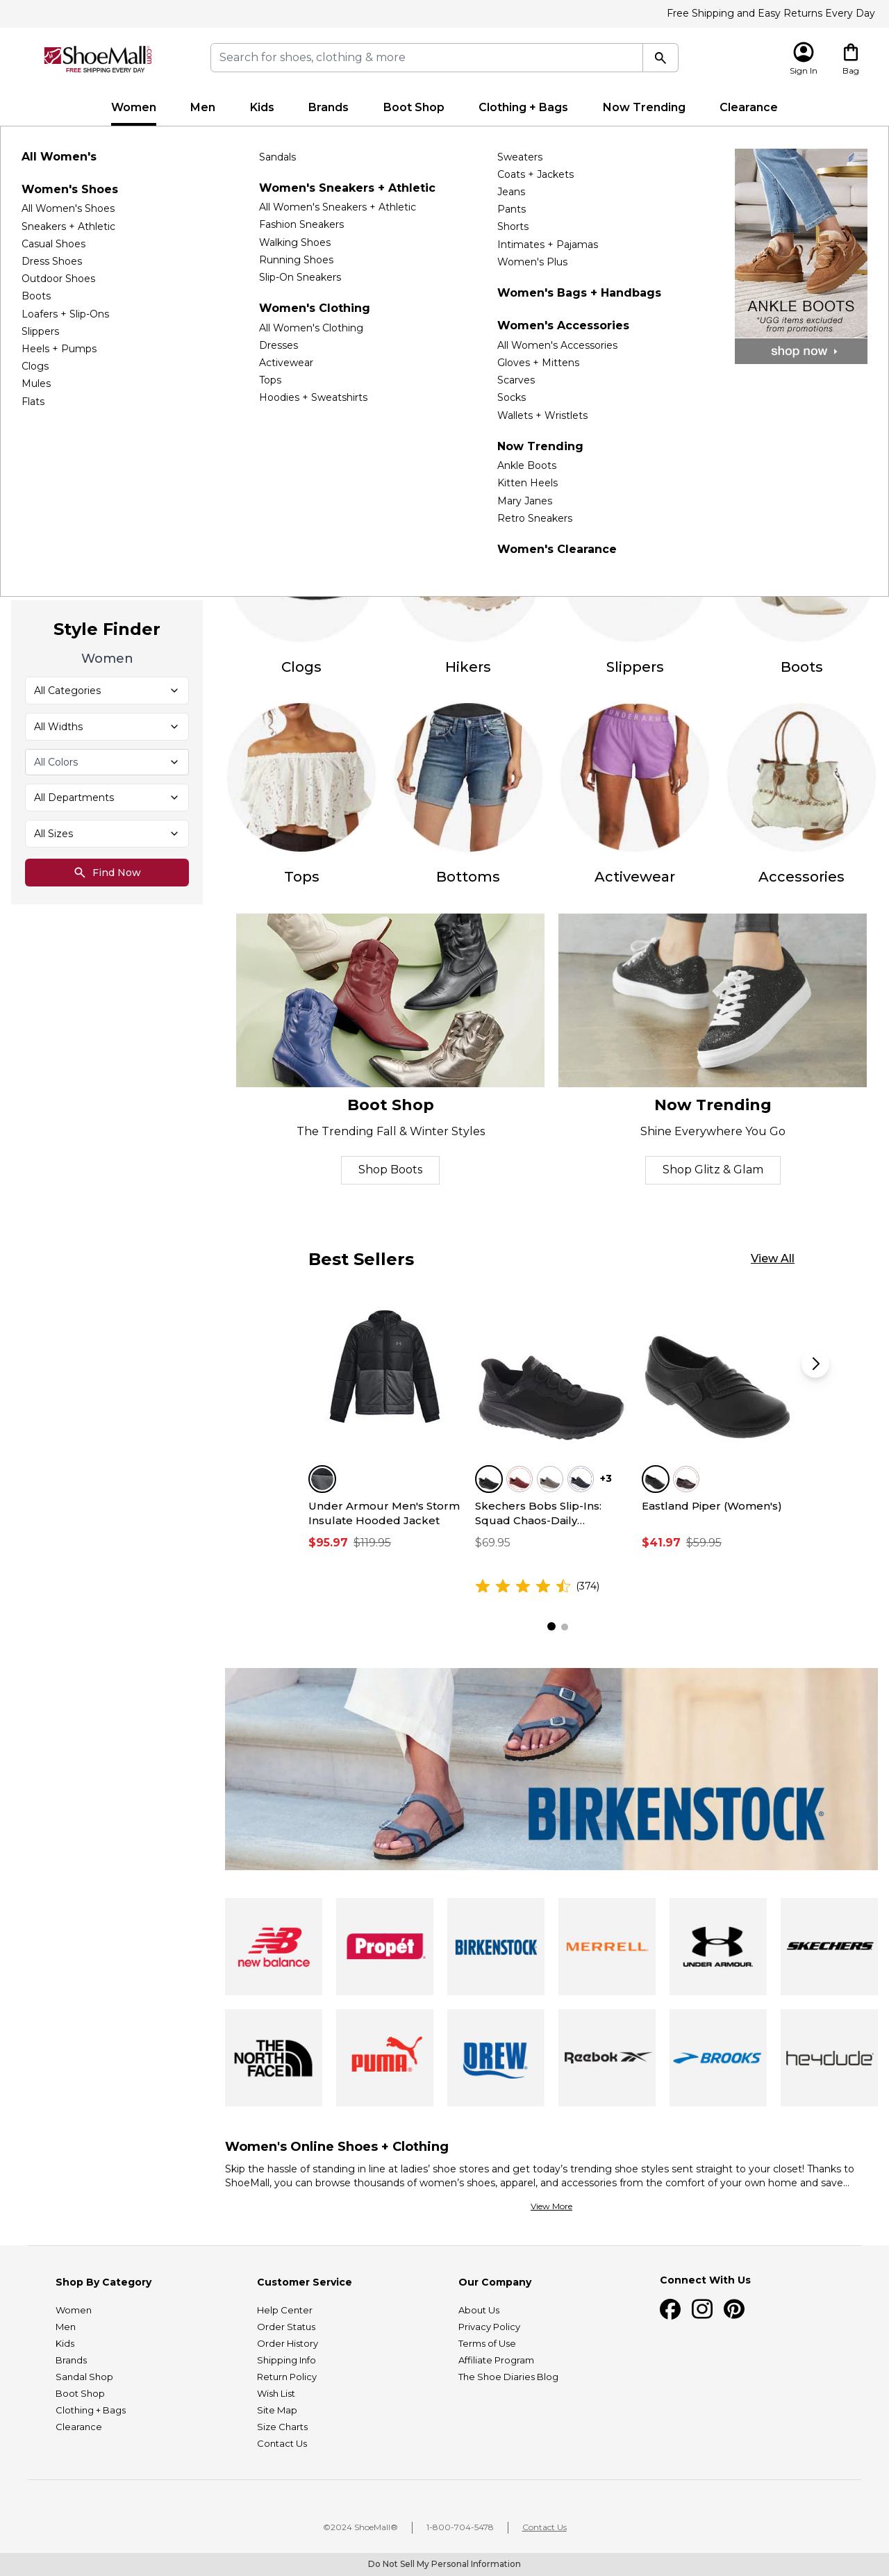 Free Shipping and Easy Returns Every Day
ShoeMall.COM
FREE SHIPPING EVERY DAY
Search for shoes, clothing & more
Sign In
Bag
Women
Men
Kids
Brands
Boot Shop
Clothing + Bags
Now Trending
Clearance
All Women's
Women's Shoes
All Women's Shoes
Sneakers + Athletic
Casual Shoes
Dress Shoes
Outdoor Shoes
Boots
Loafers + Slip-Ons
Slippers
Heels + Pumps
Clogs
Mules
Flats
Sandals
Women's Sneakers + Athletic
All Women's Sneakers + Athletic
Fashion Sneakers
Walking Shoes
Running Shoes
Slip-On Sneakers
Women's Clothing
All Women's Clothing
Dresses
Activewear
Tops
Hoodies + Sweatshirts
Sweaters
Coats + Jackets
Jeans
Pants
Shorts
Intimates + Pajamas
Women's Plus
Women's Bags + Handbags
Women's Accessories
All Women's Accessories
Gloves + Mittens
Scarves
Socks
Wallets + Wristlets
Now Trending
Ankle Boots
Kitten Heels
Mary Janes
Retro Sneakers
Women's Clearance
ANKLE BOOTS
*UGG items excluded
from promotions
shop now
Style Finder
Women
All Categories
All Widths
All Colors
All Departments
All Sizes
Find Now
Clogs
Hikers
Slippers
Boots
UNDER ARMOUR
Tops
Bottoms
Activewear
Accessories
Boot Shop
The Trending Fall & Winter Styles
Shop Boots
Now Trending
Shine Everywhere You Go
Shop Glitz & Glam
Best Sellers
View All
+3
Under Armour Men's Storm
Insulate Hooded Jacket
$95.97 $119.95
Skechers Bobs Slip-Ins:
Squad Chaos-Daily...
$69.95
(374)
Eastland Piper (Women's)
$41.97 $59.95
BIRKENSTOCK
new balance
Propét
BIRKENSTOCK
MERRELL
UNDER ARMOUR
SKECHERS
THE
NORTH
FACE
PUMA
DREW
Reebok
BROOKS
heydude
Women's Online Shoes + Clothing
Skip the hassle of standing in line at ladies' shoe stores and get today's trending shoe styles sent straight to your closet! Thanks to
ShoeMall, you can browse thousands of women's shoes, apparel, and accessories from the comfort of your own home and save...
View More
Shop By Category
Women
Men
Kids
Brands
Sandal Shop
Boot Shop
Clothing + Bags
Clearance
Customer Service
Help Center
Order Status
Order History
Shipping Info
Return Policy
Wish List
Site Map
Size Charts
Contact Us
Our Company
About Us
Privacy Policy
Terms of Use
Affiliate Program
The Shoe Diaries Blog
Connect With Us
©2024 ShoeMall®
1-800-704-5478
Contact Us
Do Not Sell My Personal Information